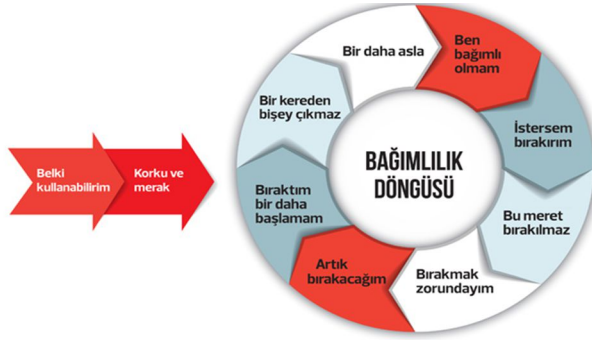 Belki
kullanabilirim
Korku ve
merak
BAĞIMLILIK
DÖNGÜSÜ
Bir daha asla
Ben
bağımlı
olmam
İstersem
bırakırım
Bu meret
bırakılmaz
Bırakmak
zorundayım
Artık
bırakacağım
Bıraktım
bir daha
başlamam
Bir kereden
bişey çıkmaz